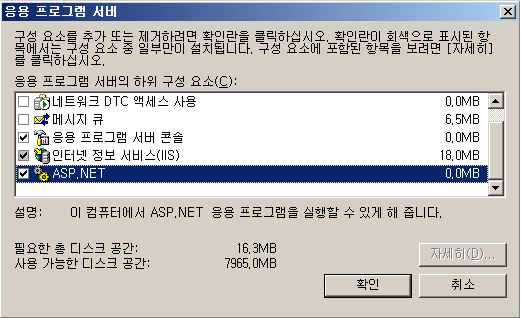 응용 프로그램 서버
구성 요소를 추가 또는 제거하려면 확인란을 클릭하십시오. 확인란이 회색으로 표시된 항
목에서는 구성 요소 중 일부만이 설치됩니다. 구성 요소에 포함된 항목을 보려면 [자세히]
를 클릭하십시오.
응용 프로그램 서버의 하위 구성 요소(C):
네트워크 DTC 액세스 사용 0.0MB
메시지 큐 6.5MB
응용 프로그램 서버 콘솔 0.0MB
인터넷 정보 서비스(IIS) 18.0MB
ASP.NET 0.0MB
설명: 이 컴퓨터에서 ASP.NET 응용 프로그램을 실행할 수 있게 해 줍니다.
필요한 총 디스크 공간: 16.3MB
사용 가능한 디스크 공간: 7965.0MB
자세히(D)...
확인 취소